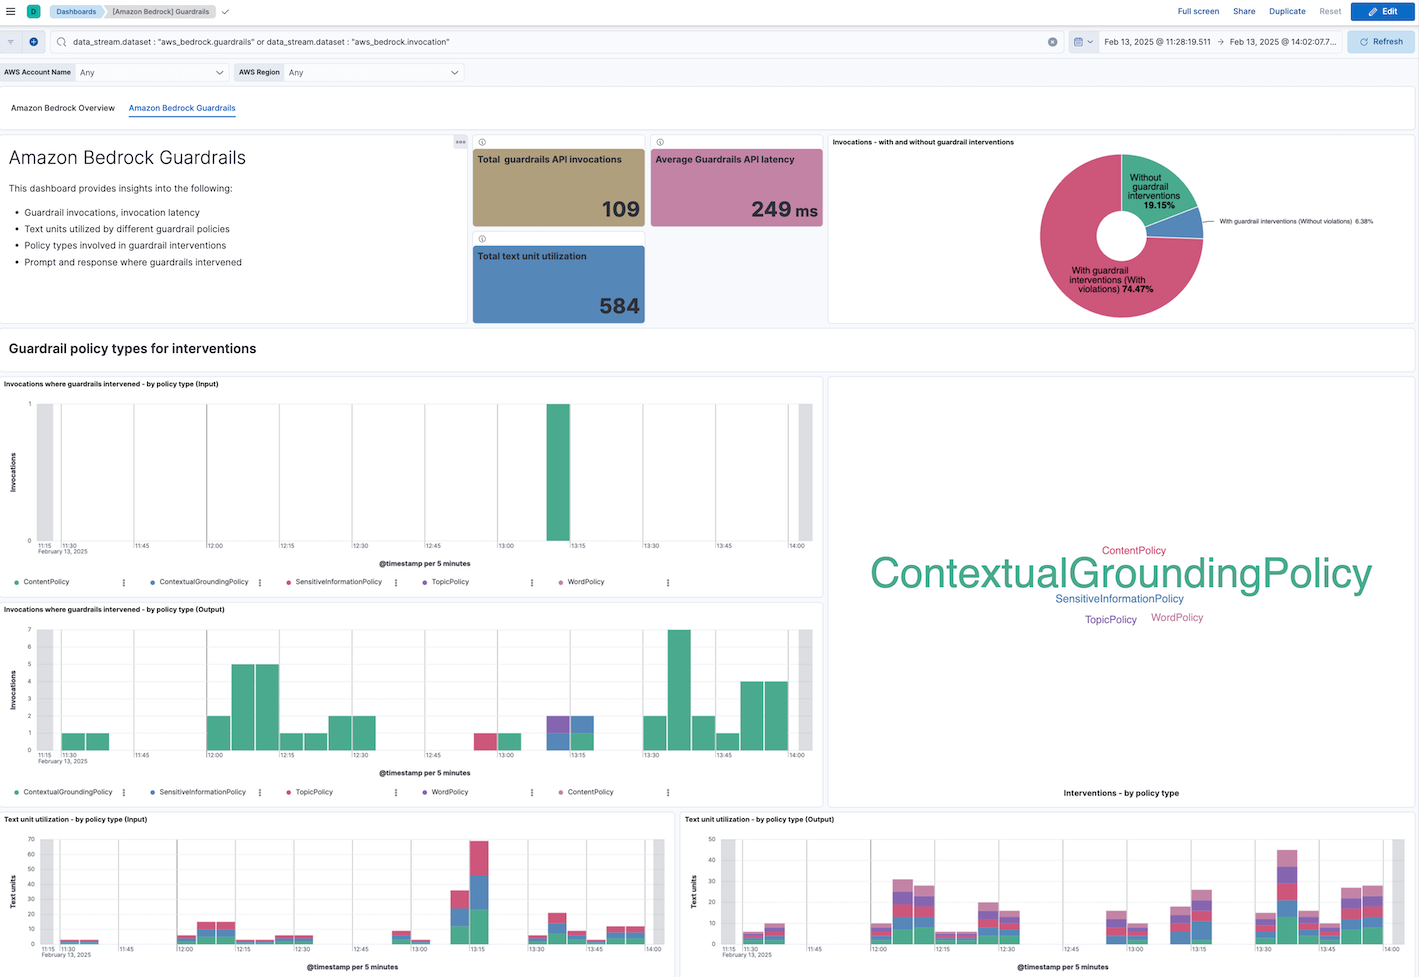 D Dashboards [Amazon Bedrock] Guardrails
Full screen Share Duplicate Reset Edit
data_stream.dataset : "aws_bedrock.guardrails" or data_stream.dataset : "aws_bedrock.invocation"
Feb 13, 2025 @ 11:28:19.511 → Feb 13, 2025 @ 14:02:07.7... Refresh
AWS Account Name Any AWS Region Any
Amazon Bedrock Overview Amazon Bedrock Guardrails
Amazon Bedrock Guardrails
This dashboard provides insights into the following:
• Guardrail invocations, invocation latency
• Text units utilized by different guardrail policies
• Policy types involved in guardrail interventions
• Prompt and response where guardrails intervened
Total guardrails API invocations
109
Average Guardrails API latency
249 ms
Total text unit utilization
584
Invocations - with and without guardrail interventions
Without
guardrail
interventions
19.15%
With guardrail interventions (Without violations) 6.38%
With guardrail
interventions (With
violations) 74.47%
Guardrail policy types for interventions
Invocations where guardrails intervened - by policy type (Input)
Invocations
1
0
11:15 11:30 11:45 12:00 12:15 12:30 12:45 13:00 13:15 13:30 13:45 14:00
February 13, 2025
@timestamp per 5 minutes
ContentPolicy ContextualGroundingPolicy SensitiveInformationPolicy TopicPolicy WordPolicy
Invocations where guardrails intervened - by policy type (Output)
Invocations
7
6
5
4
3
2
1
0
11:15 11:30 11:45 12:00 12:15 12:30 12:45 13:00 13:15 13:30 13:45 14:00
February 13, 2025
@timestamp per 5 minutes
ContextualGroundingPolicy SensitiveInformationPolicy TopicPolicy WordPolicy ContentPolicy
ContentPolicy
ContextualGroundingPolicy
SensitiveInformationPolicy
TopicPolicy WordPolicy
Interventions - by policy type
Text unit utilization - by policy type (Input)
Text units
70
60
50
40
30
20
10
0
11:15 11:30 11:45 12:00 12:15 12:30 12:45 13:00 13:15 13:30 13:45 14:00
February 13, 2025
@timestamp per 5 minutes
Text unit utilization - by policy type (Output)
Text units
50
40
30
20
10
0
11:15 11:30 11:45 12:00 12:15 12:30 12:45 13:00 13:15 13:30 13:45 14:00
February 13, 2025
@timestamp per 5 minutes